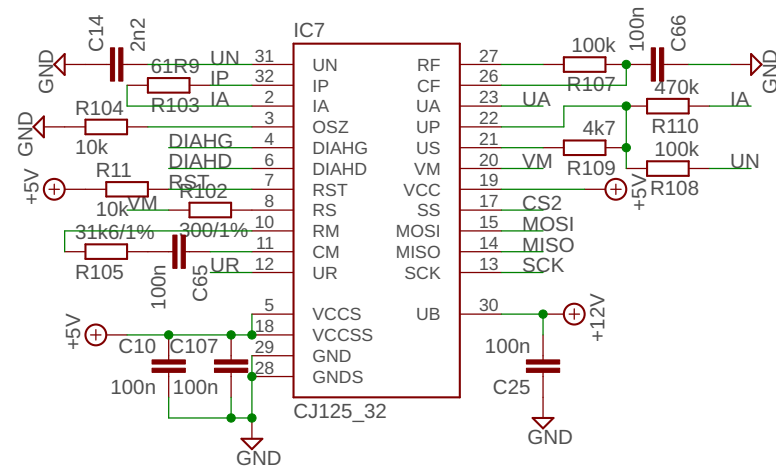 C14
2n2
GND
UN
31
61R9
IP
32
R103
IA
2
R104
GND
10k
3
DIAHG
4
DIAHD
6
R11
+5V
RST
7
10k
R102
VM
8
300/1%
31k6/1%
10
R105
100n
C65
11
UR
12
IC7
UN
IP
IA
OSZ
DIAHG
DIAHD
RST
RS
RM
CM
UR
VCCS
VCCSS
GND
GNDS
RF
CF
UA
UP
US
VM
VCC
SS
MOSI
MISO
SCK
UB
CJ125_32
5
18
29
28
+5V
C10
C107
100n
100n
GND
27
100k
R107
100n
C66
GND
26
23
UA
22
470k
R110
IA
21
4k7
R109
100k
R108
UN
20
VM
19
+5V
17
CS2
15
MOSI
14
MISO
13
SCK
30
+12V
100n
C25
GND